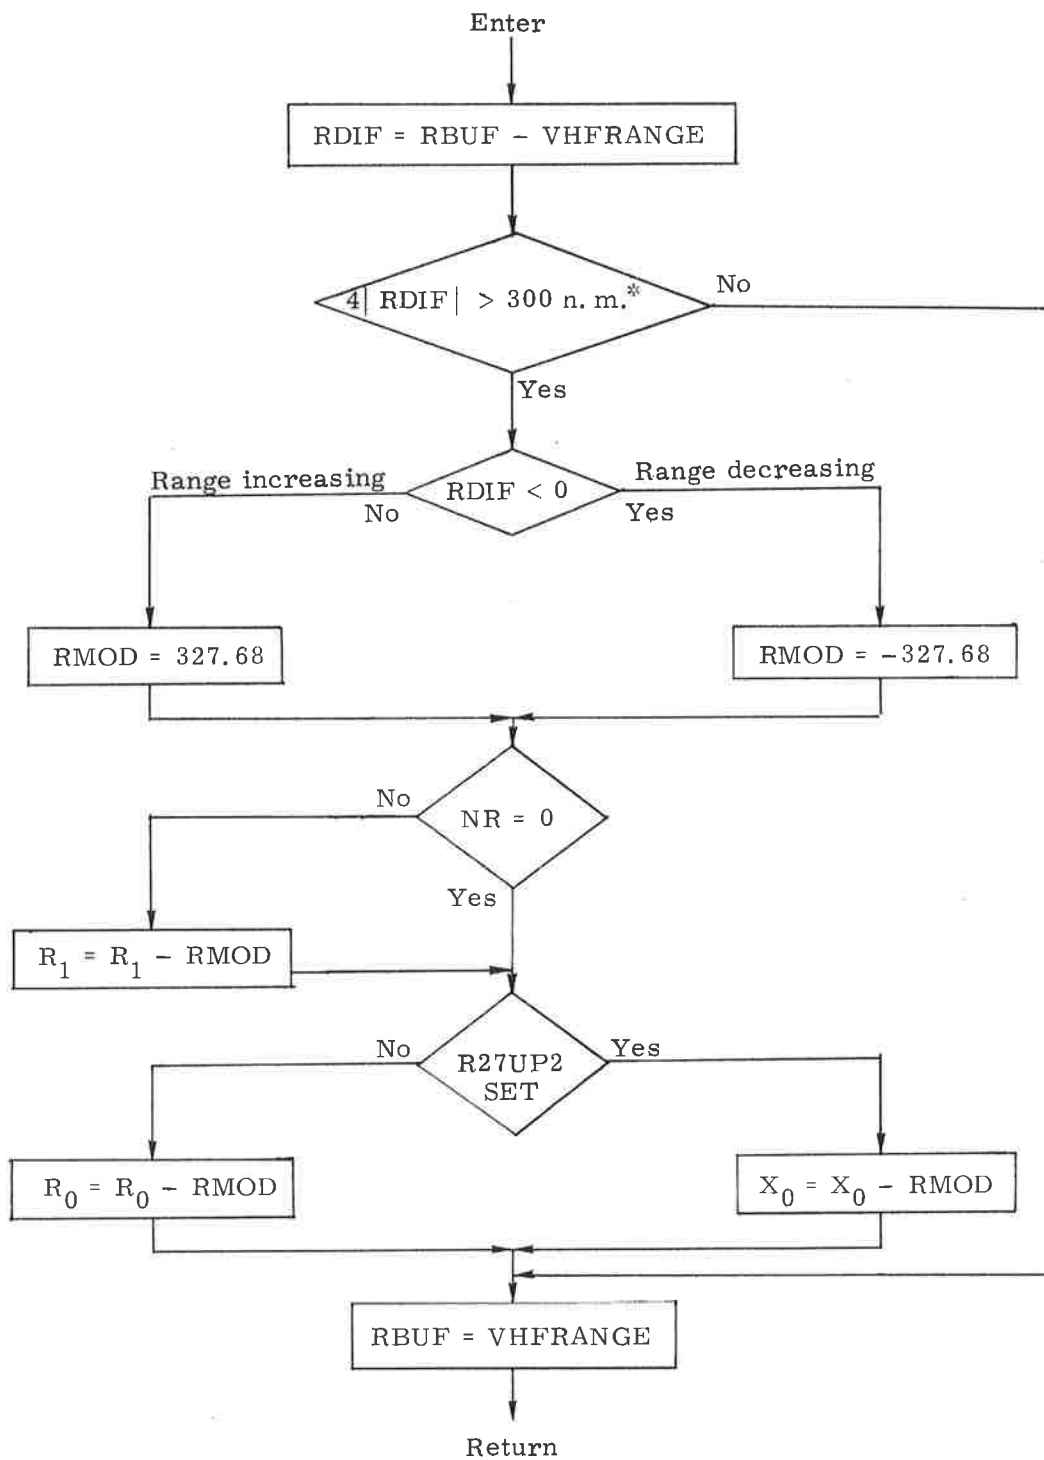 Enter
RDIF = RBUF - VHFRANGE
4| RDIF | > 300 n. m.*
No
Yes
Range increasing
Range decreasing
RDIF < 0
No
Yes
RMOD = 327.68
RMOD = -327.68
No
NR = 0
Yes
R1 = R1 - RMOD
No
Yes
R27UP2
SET
R0 = R0 - RMOD
X0 = X0 - RMOD
RBUF = VHFRANGE
Return